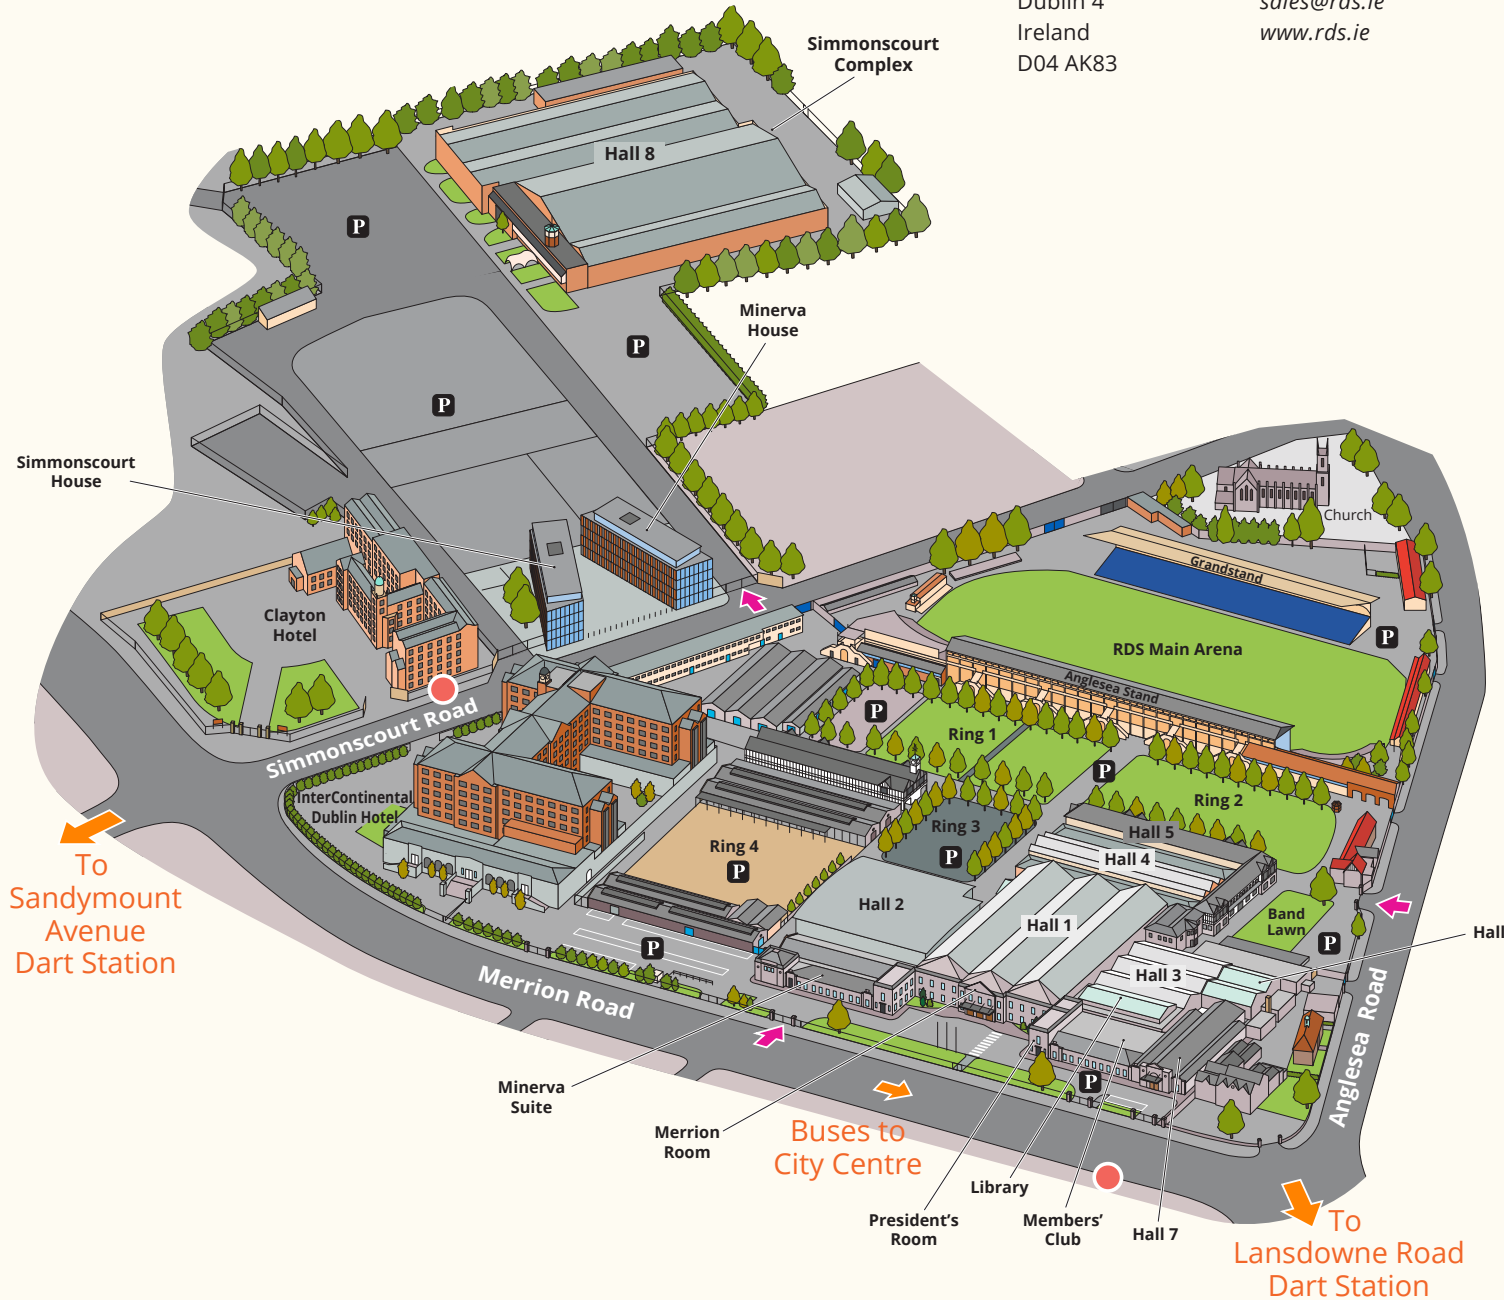 Dublin 4
Ireland
D04 AK83
sales@rds.ie
www.rds.ie
Simmonscourt
Complex
Hall 8
P
Minerva
House
P
P
Simmonscourt
House
Church
Grandstand
Clayton
Hotel
P
RDS Main Arena
Anglesea Stand
P
Ring 1
Simmonscourt Road
P
Ring 2
InterContinental
Dublin Hotel
Ring 3
P
Hall 5
Hall 4
Ring 4
P
To
Sandymount
Avenue
Dart Station
Hall 2
Hall 1
Band
Lawn
P
Hall
P
Hall 3
Merrion Road
Anglesea Road
P
Minerva
Suite
Merrion
Room
Buses to
City Centre
Library
President's
Room
Members'
Club
Hall 7
To
Lansdowne Road
Dart Station